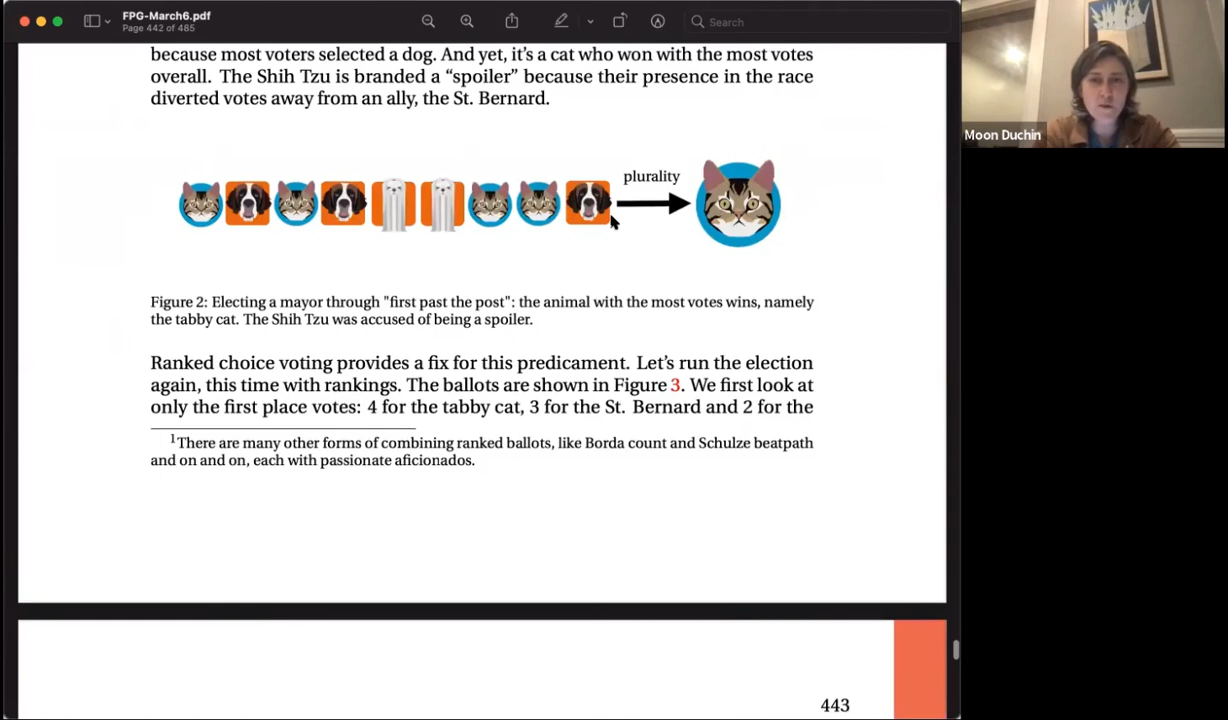 FPG-March6.pdf
Page 442 of 485
Search
Moon Duchin
because most voters selected a dog. And yet, it's a cat who won with the most votes
overall. The Shih Tzu is branded a “spoiler” because their presence in the race
diverted votes away from an ally, the St. Bernard.
plurality
Figure 2: Electing a mayor through "first past the post": the animal with the most votes wins, namely
the tabby cat. The Shih Tzu was accused of being a spoiler.
Ranked choice voting provides a fix for this predicament. Let's run the election
again, this time with rankings. The ballots are shown in Figure 3. We first look at
only the first place votes: 4 for the tabby cat, 3 for the St. Bernard and 2 for the
1There are many other forms of combining ranked ballots, like Borda count and Schulze beatpath
and on and on, each with passionate aficionados.
443